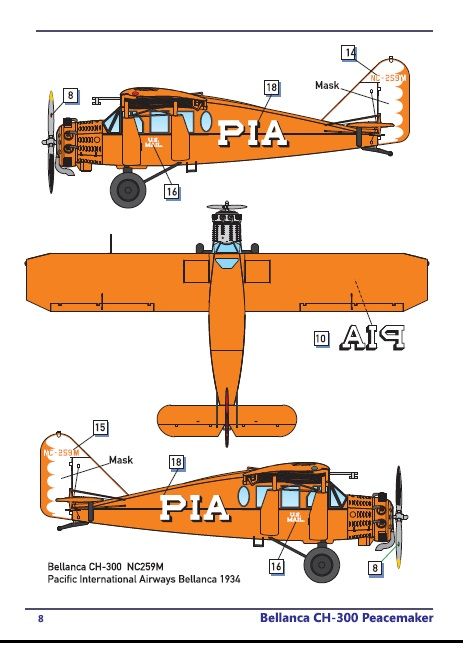 14
NC-259M
8
18
Mask
PIA
U.S.
MAIL
16
10
PIA
15
NC-259M
Mask
18
PIA
U.S.
MAIL
Bellanca CH-300 NC259M
Pacific International Airways Bellanca 1934
16
8
8
Bellanca CH-300 Peacemaker